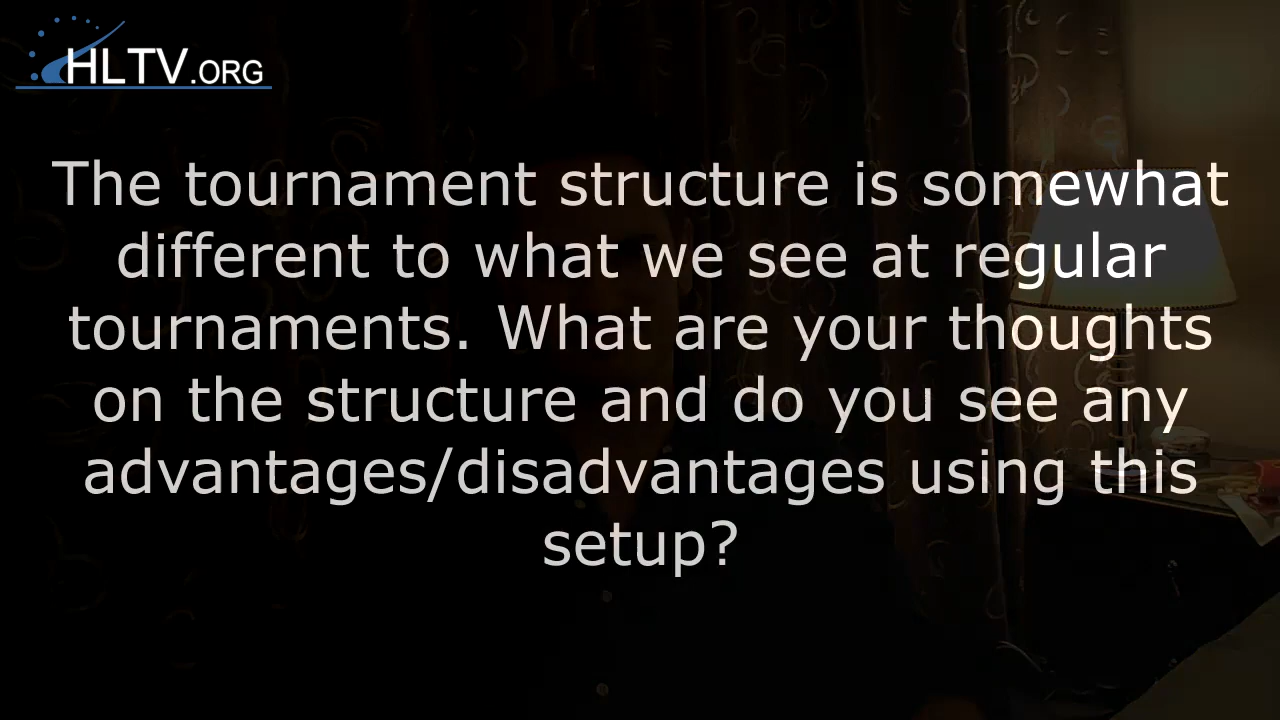 HLTV.ORG
The tournament structure is somewhat
different to what we see at regular
tournaments. What are your thoughts
on the structure and do you see any
advantages/disadvantages using this
setup?